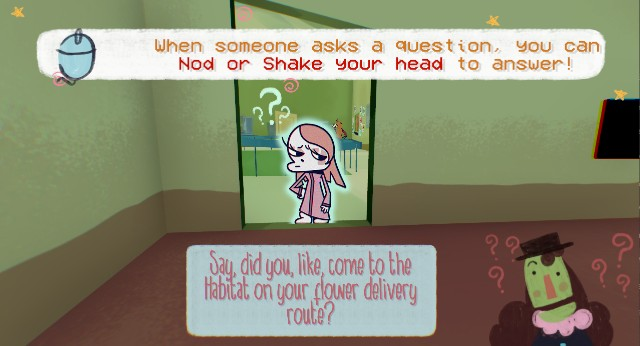 When someone asks a question, you can
Nod or Shake your head to answer!
???
Say, did you, like, come to the
Habitat on your flower delivery
route?
? ? ? ? ?